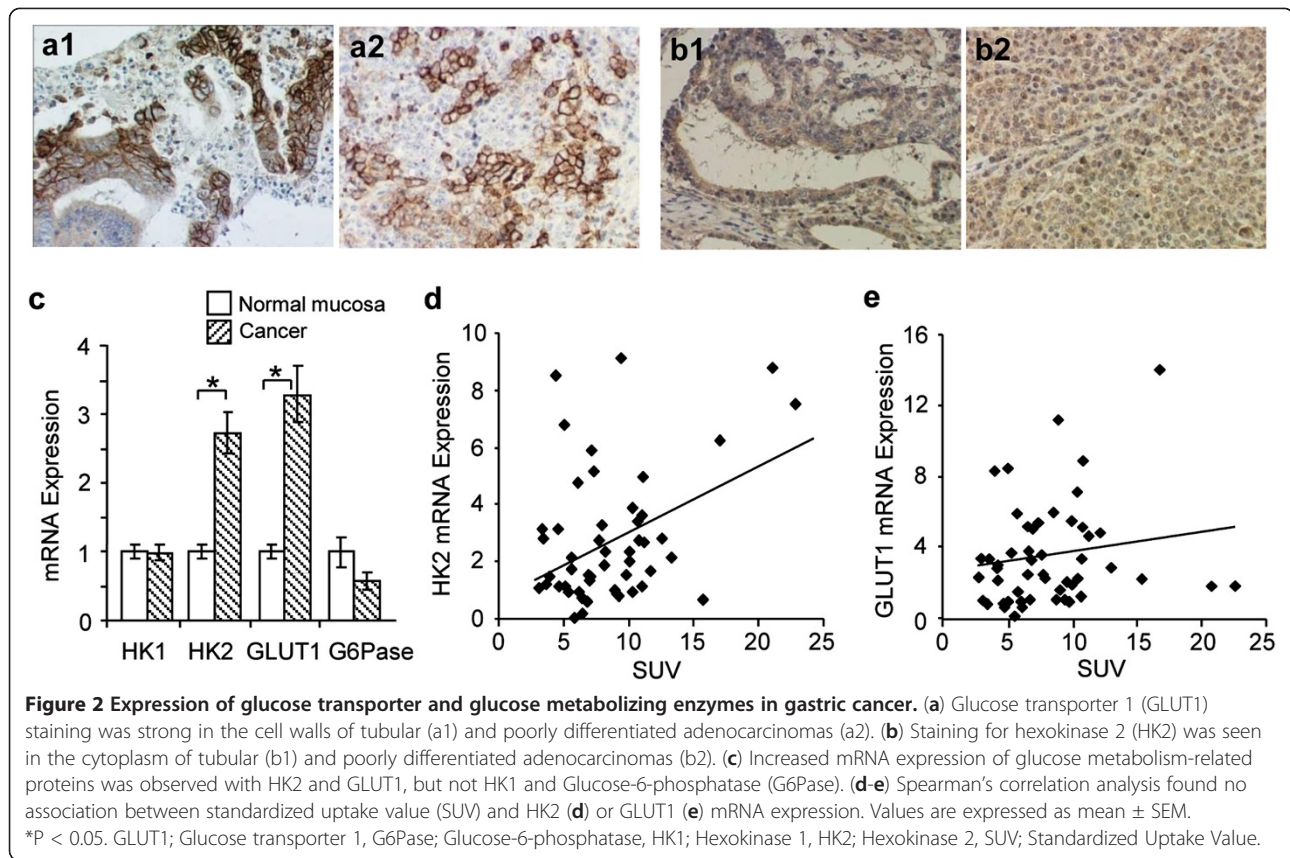 a1
a2
b1
b2
c
Normal mucosa
Cancer
mRNA Expression
4
3
2
1
0
*
*
HK1 HK2 GLUT1 G6Pase
d
HK2 mRNA Expression
10
8
6
4
2
0
0 5 10 15 20 25
SUV
e
GLUT1 mRNA Expression
16
12
8
4
0
0 5 10 15 20 25
SUV
Figure 2 Expression of glucose transporter and glucose metabolizing enzymes in gastric cancer. (a) Glucose transporter 1 (GLUT1)
staining was strong in the cell walls of tubular (a1) and poorly differentiated adenocarcinomas (a2). (b) Staining for hexokinase 2 (HK2) was seen
in the cytoplasm of tubular (b1) and poorly differentiated adenocarcinomas (b2). (c) Increased mRNA expression of glucose metabolism-related
proteins was observed with HK2 and GLUT1, but not HK1 and Glucose-6-phosphatase (G6Pase). (d-e) Spearman's correlation analysis found no
association between standardized uptake value (SUV) and HK2 (d) or GLUT1 (e) mRNA expression. Values are expressed as mean ± SEM.
*P < 0.05. GLUT1; Glucose transporter 1, G6Pase; Glucose-6-phosphatase, HK1; Hexokinase 1, HK2; Hexokinase 2, SUV; Standardized Uptake Value.